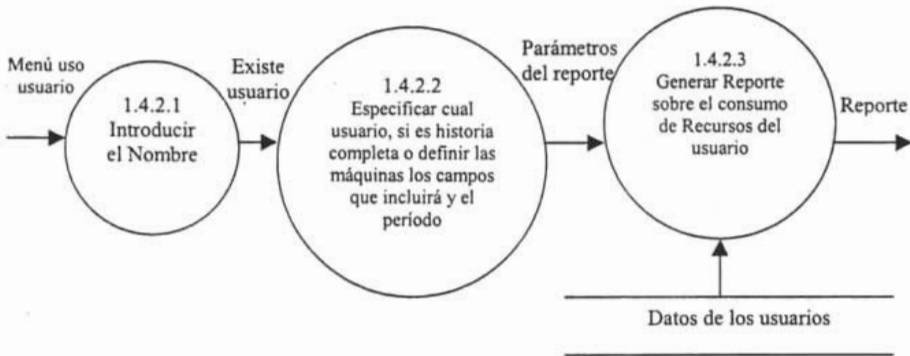 Menú uso
usuario
1.4.2.1
Introducir
el Nombre
Existe
usuario
1.4.2.2
Especificar cual
usuario, si es historia
completa o definir las
máquinas los campos
que incluirá y el
período
Parámetros
del reporte
1.4.2.3
Generar Reporte
sobre el consumo
de Recursos del
usuario
Reporte
Datos de los usuarios